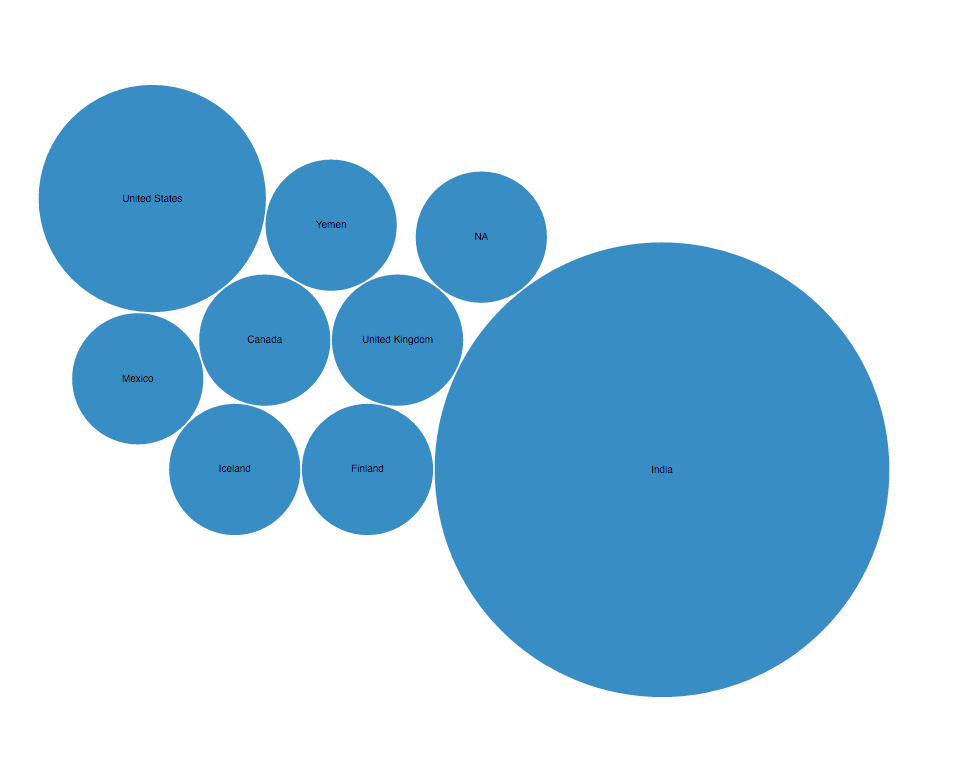 United States
Yemen
NA
Canada
United Kingdom
Mexico
Iceland
Finland
India